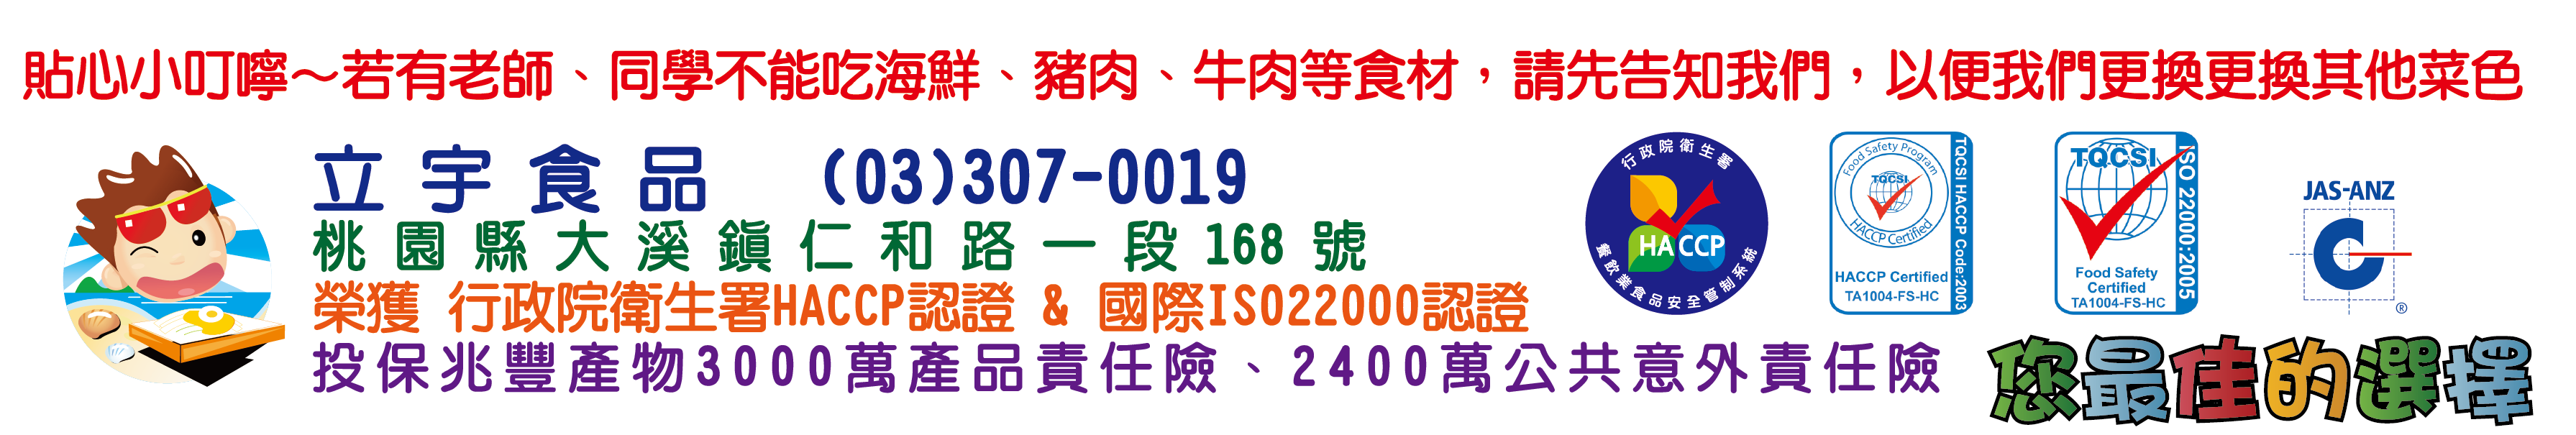 貼心小叮嚀～若有老師、同學不能吃海鮮、豬肉、牛肉等食材，請先告知我們，以便我們更換更換其他菜色
立宇食品 (03)307-0019
桃園縣大溪鎮仁和路一段168號
榮獲 行政院衛生署HACCP認證 & 國際ISO22000認證
投保兆豐產物3000萬產品責任險、2400萬公共意外責任險
行政院衛生署
HACCP
餐飲業食品安全管制系統
Food Safety Program
TQCSI
HACCP Certified
HACCP Certified
TA1004-FS-HC
TQCSI HACCP Code:2003
TQCSI
Food Safety
Certified
TA1004-FS-HC
ISO 22000:2005
JAS-ANZ
®
您最佳的選擇